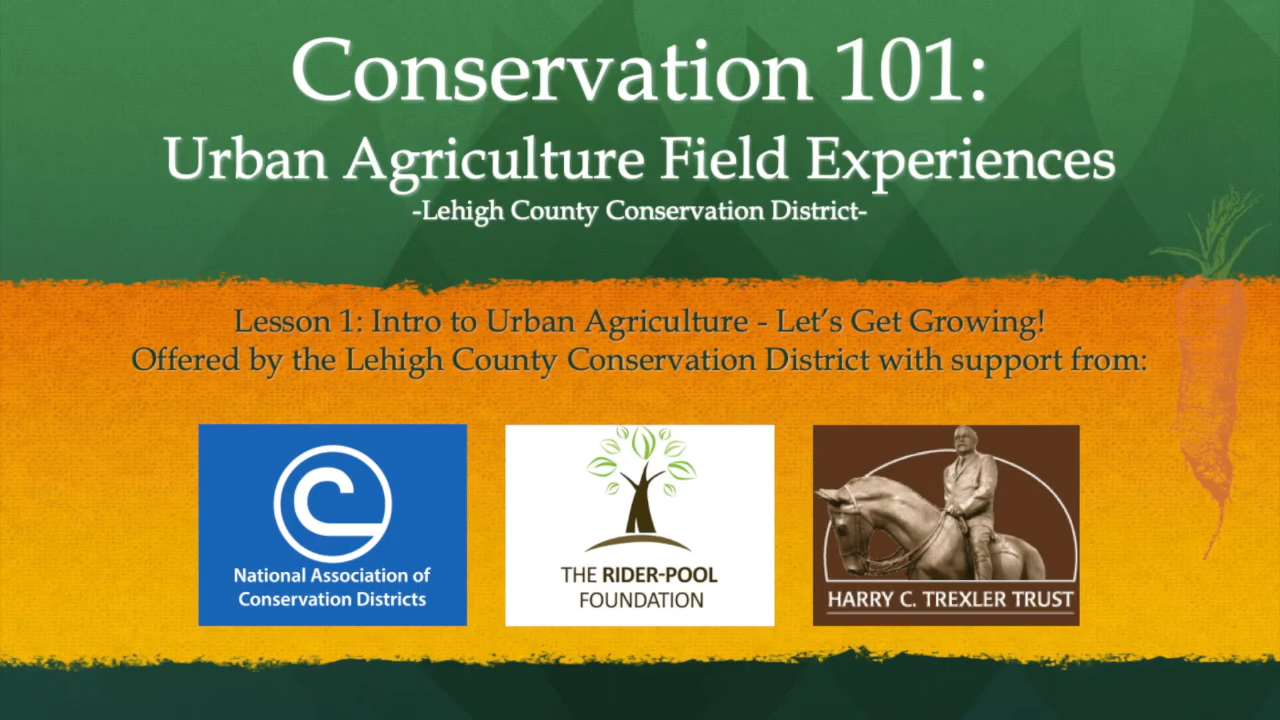 Conservation 101:
Urban Agriculture Field Experiences
-Lehigh County Conservation District-
Lesson 1: Intro to Urban Agriculture - Let's Get Growing!
Offered by the Lehigh County Conservation District with support from:
National Association of
Conservation Districts
THE RIDER-POOL
FOUNDATION
HARRY C. TREXLER TRUST